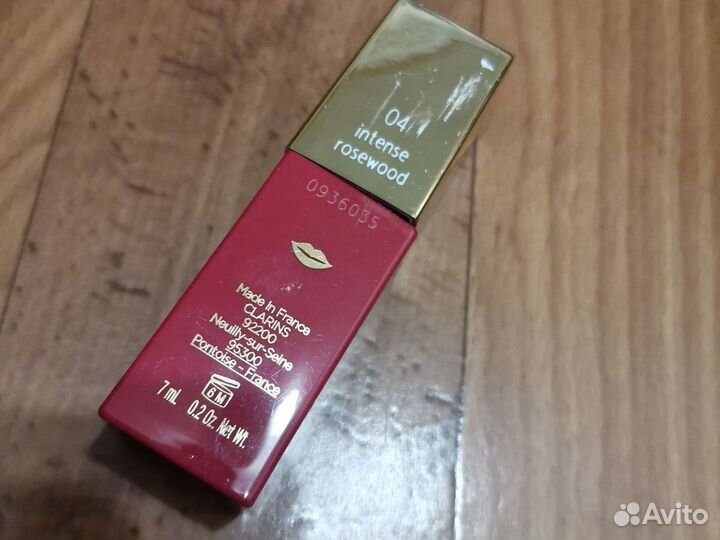 04
intense
rosewood
0936035
Made in France
CLARINS
92200
Neuilly-sur-Seine
95300
Pontoise - France
6 M
7 mL 0.2 Oz. Net Wt.
Avito